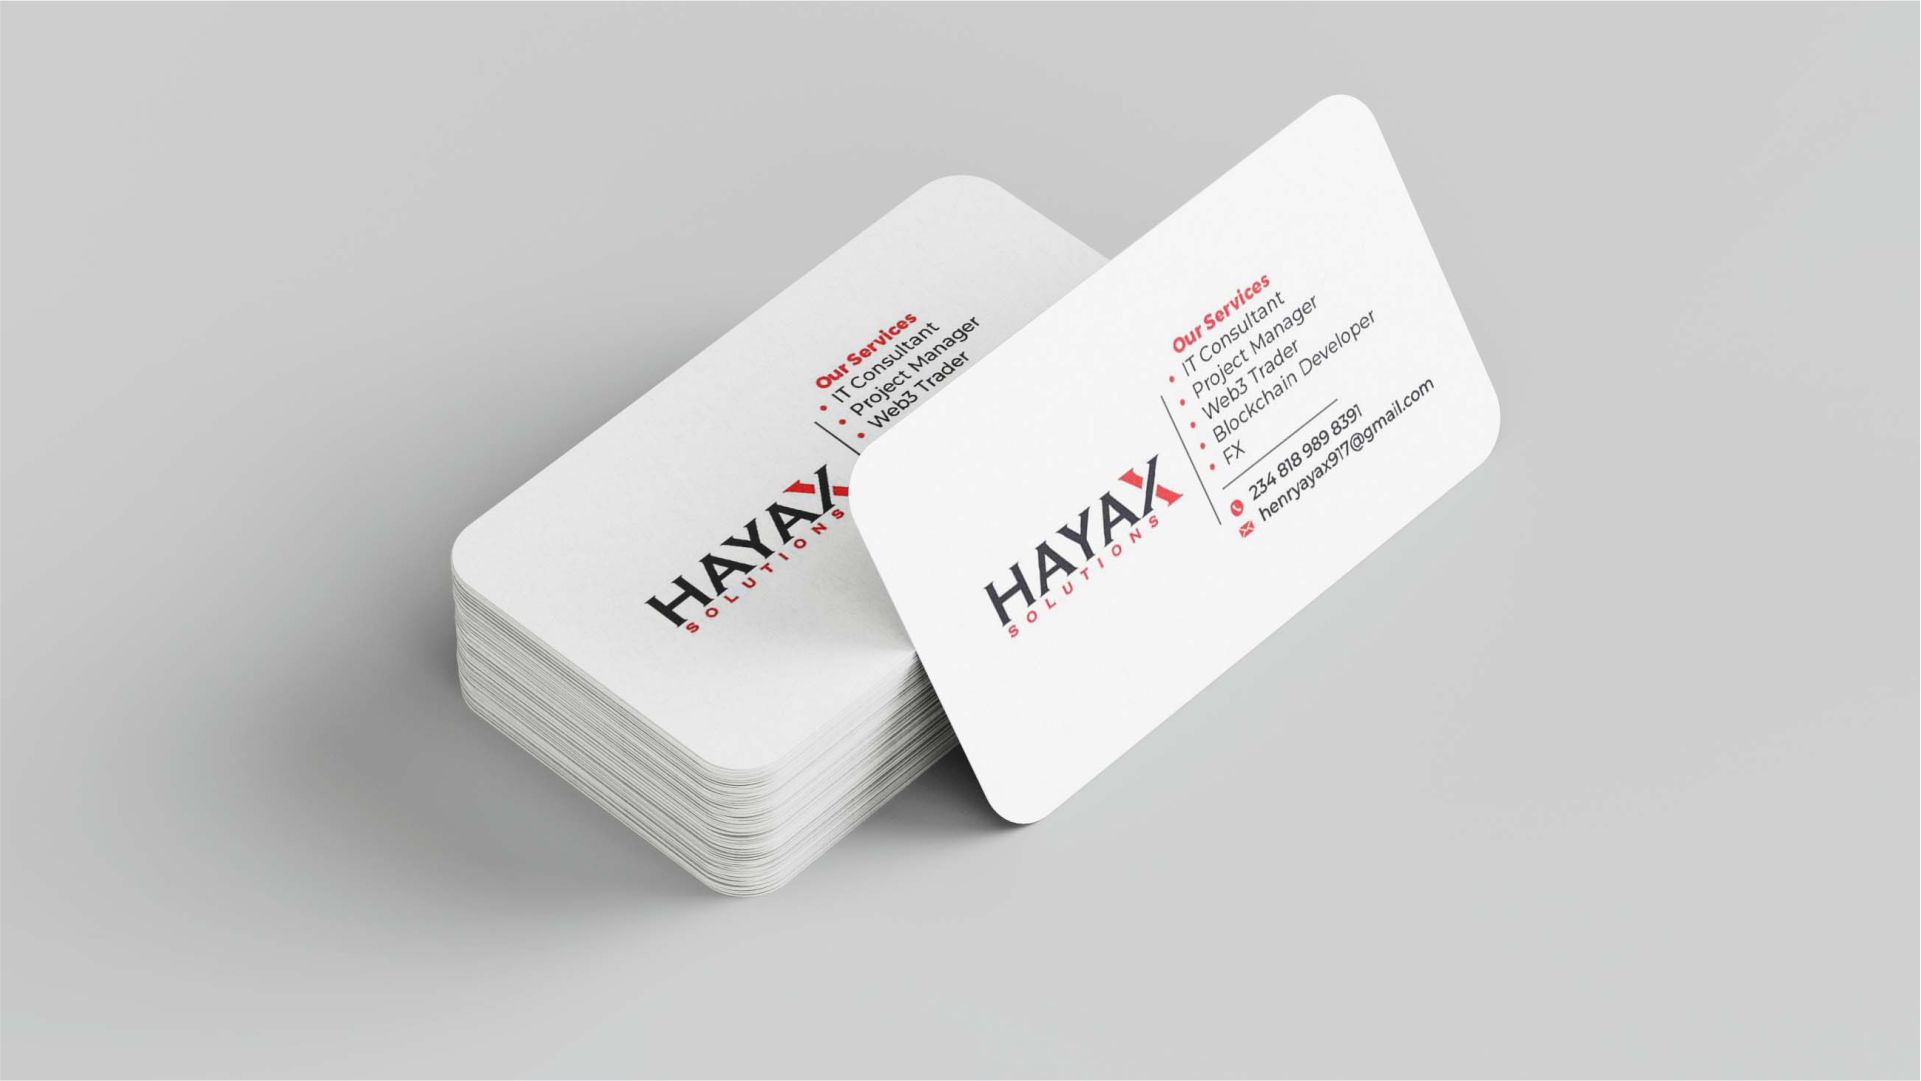 Our Services
IT Consultant
Project Manager
Web3 Trader
HAYAX
SOLUTIONS
Our Services
IT Consultant
Project Manager
Web3 Trader
Blockchain Developer
FX
234 818 989 8391
henryayax917@gmail.com
HAYAX
SOLUTIONS